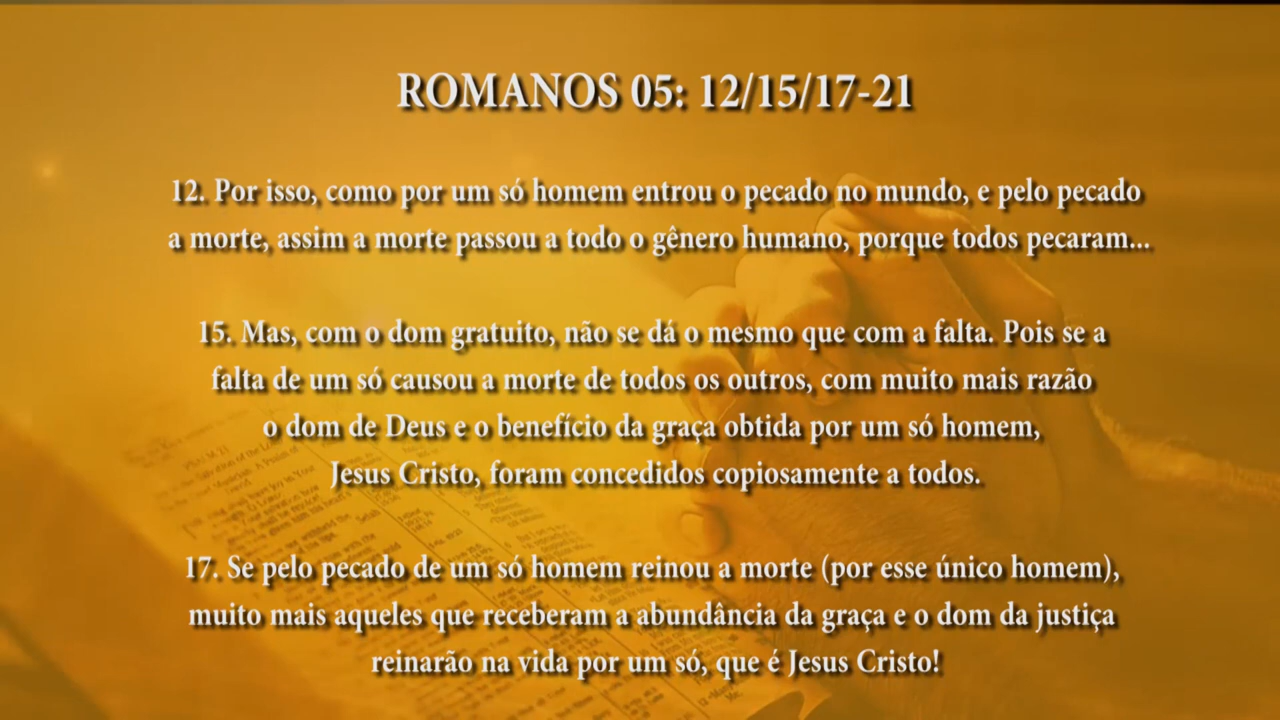 ROMANOS 05: 12/15/17-21
12. Por isso, como por um só homem entrou o pecado no mundo, e pelo pecado
a morte, assim a morte passou a todo o gênero humano, porque todos pecaram...
15. Mas, com o dom gratuito, não se dá o mesmo que com a falta. Pois se a
falta de um só causou a morte de todos os outros, com muito mais razão
o dom de Deus e o benefício da graça obtida por um só homem,
Jesus Cristo, foram concedidos copiosamente a todos.
17. Se pelo pecado de um só homem reinou a morte (por esse único homem),
muito mais aqueles que receberam a abundância da graça e o dom da justiça
reinarão na vida por um só, que é Jesus Cristo!